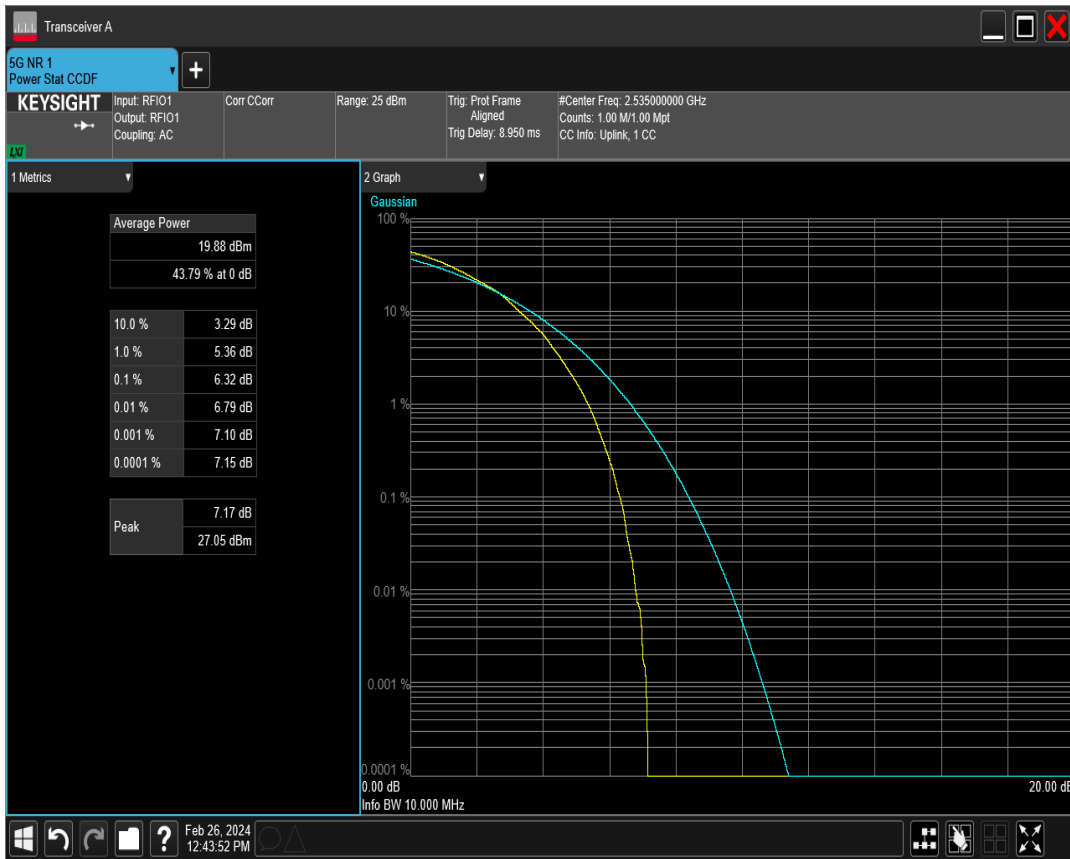 Transceiver A
5G NR 1
Power Stat CCDF
+
KEYSIGHT
LXI
Input: RFIO1
Output: RFIO1
Coupling: AC
Corr CCorr
Range: 25 dBm
Trig: Prot Frame
Aligned
Trig Delay: 8.950 ms
#Center Freq: 2.535000000 GHz
Counts: 1.00 M/1.00 Mpt
CC Info: Uplink, 1 CC
1 Metrics
Average Power
19.88 dBm
43.79 % at 0 dB
10.0 % 3.29 dB
1.0 % 5.36 dB
0.1 % 6.32 dB
0.01 % 6.79 dB
0.001 % 7.10 dB
0.0001 % 7.15 dB
Peak
7.17 dB
27.05 dBm
2 Graph
Gaussian
100 %
10 %
1 %
0.1 %
0.01 %
0.001 %
0.0001 %
0.00 dB
20.00 dB
Info BW 10.000 MHz
?
Feb 26, 2024
12:43:52 PM